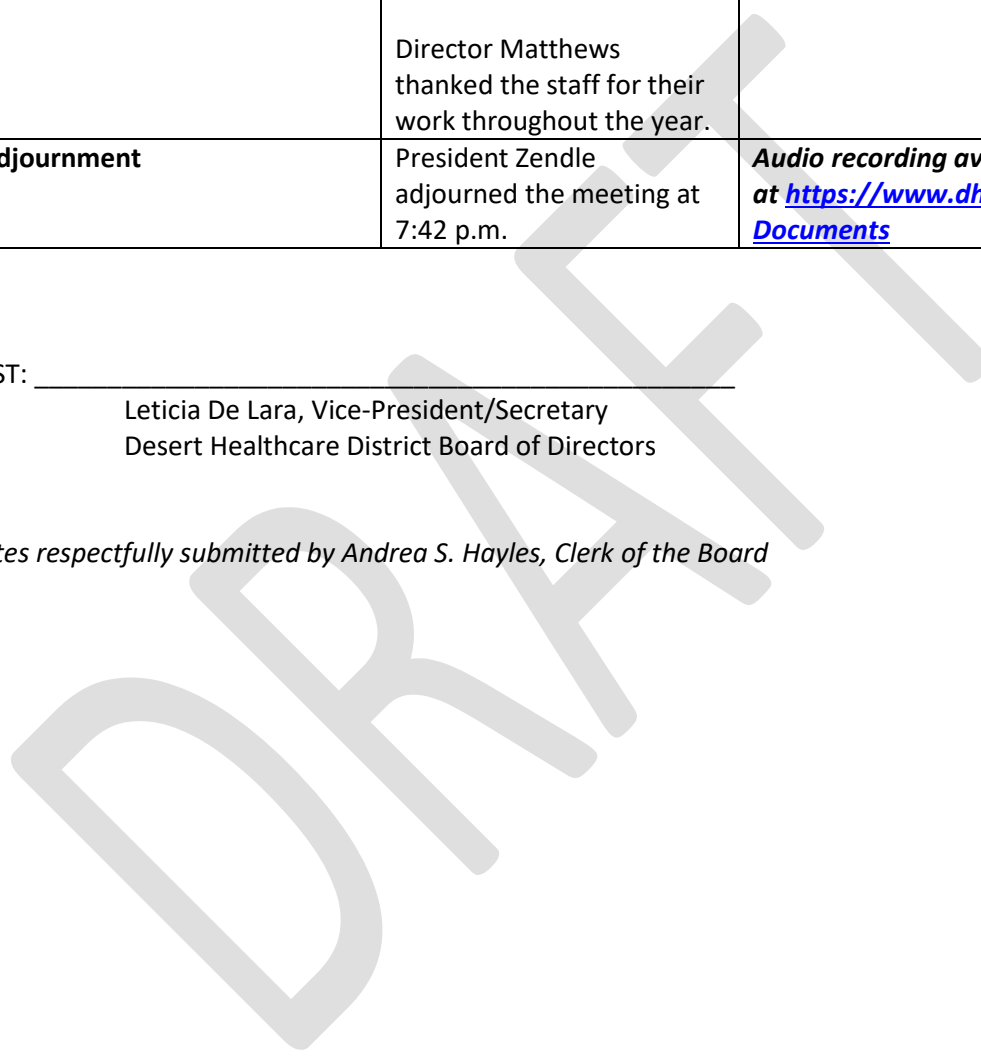 Director Matthews
thanked the staff for their
work throughout the year.
djournment
President Zendle
adjourned the meeting at
7:42 p.m.
Audio recording av
at https://www.dh
Documents
ST: ______________________________________________
Leticia De Lara, Vice-President/Secretary
Desert Healthcare District Board of Directors
tes respectfully submitted by Andrea S. Hayles, Clerk of the Board
DRAFT